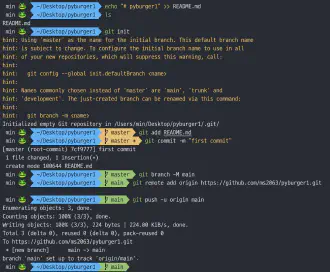 min ~/Desktop/pyburger1 echo "# pyburger1" >> README.md
min ~/Desktop/pyburger1 ls
README.md
min ~/Desktop/pyburger1 git init
hint: Using 'master' as the name for the initial branch. This default branch name
hint: is subject to change. To configure the initial branch name to use in all
hint: of your new repositories, which will suppress this warning, call:
hint:
hint: git config --global init.defaultBranch <name>
hint:
hint: Names commonly chosen instead of 'master' are 'main', 'trunk' and
hint: 'development'. The just-created branch can be renamed via this command:
hint:
hint: git branch -m <name>
Initialized empty Git repository in /Users/min/Desktop/pyburger1/.git/
min ~/Desktop/pyburger1 master git add README.md
min ~/Desktop/pyburger1 master + git commit -m "first commit"
[master (root-commit) 7cf9777] first commit
1 file changed, 1 insertion(+)
create mode 100644 README.md
min ~/Desktop/pyburger1 master git branch -M main
min ~/Desktop/pyburger1 main git remote add origin https://github.com/ms2063/pyburger1.git
min ~/Desktop/pyburger1 main git push -u origin main
Enumerating objects: 3, done.
Counting objects: 100% (3/3), done.
Writing objects: 100% (3/3), 224 bytes | 224.00 KiB/s, done.
Total 3 (delta 0), reused 0 (delta 0), pack-reused 0
To https://github.com/ms2063/pyburger1.git
* [new branch] main -> main
branch 'main' set up to track 'origin/main'.
min ~/Desktop/pyburger1 main